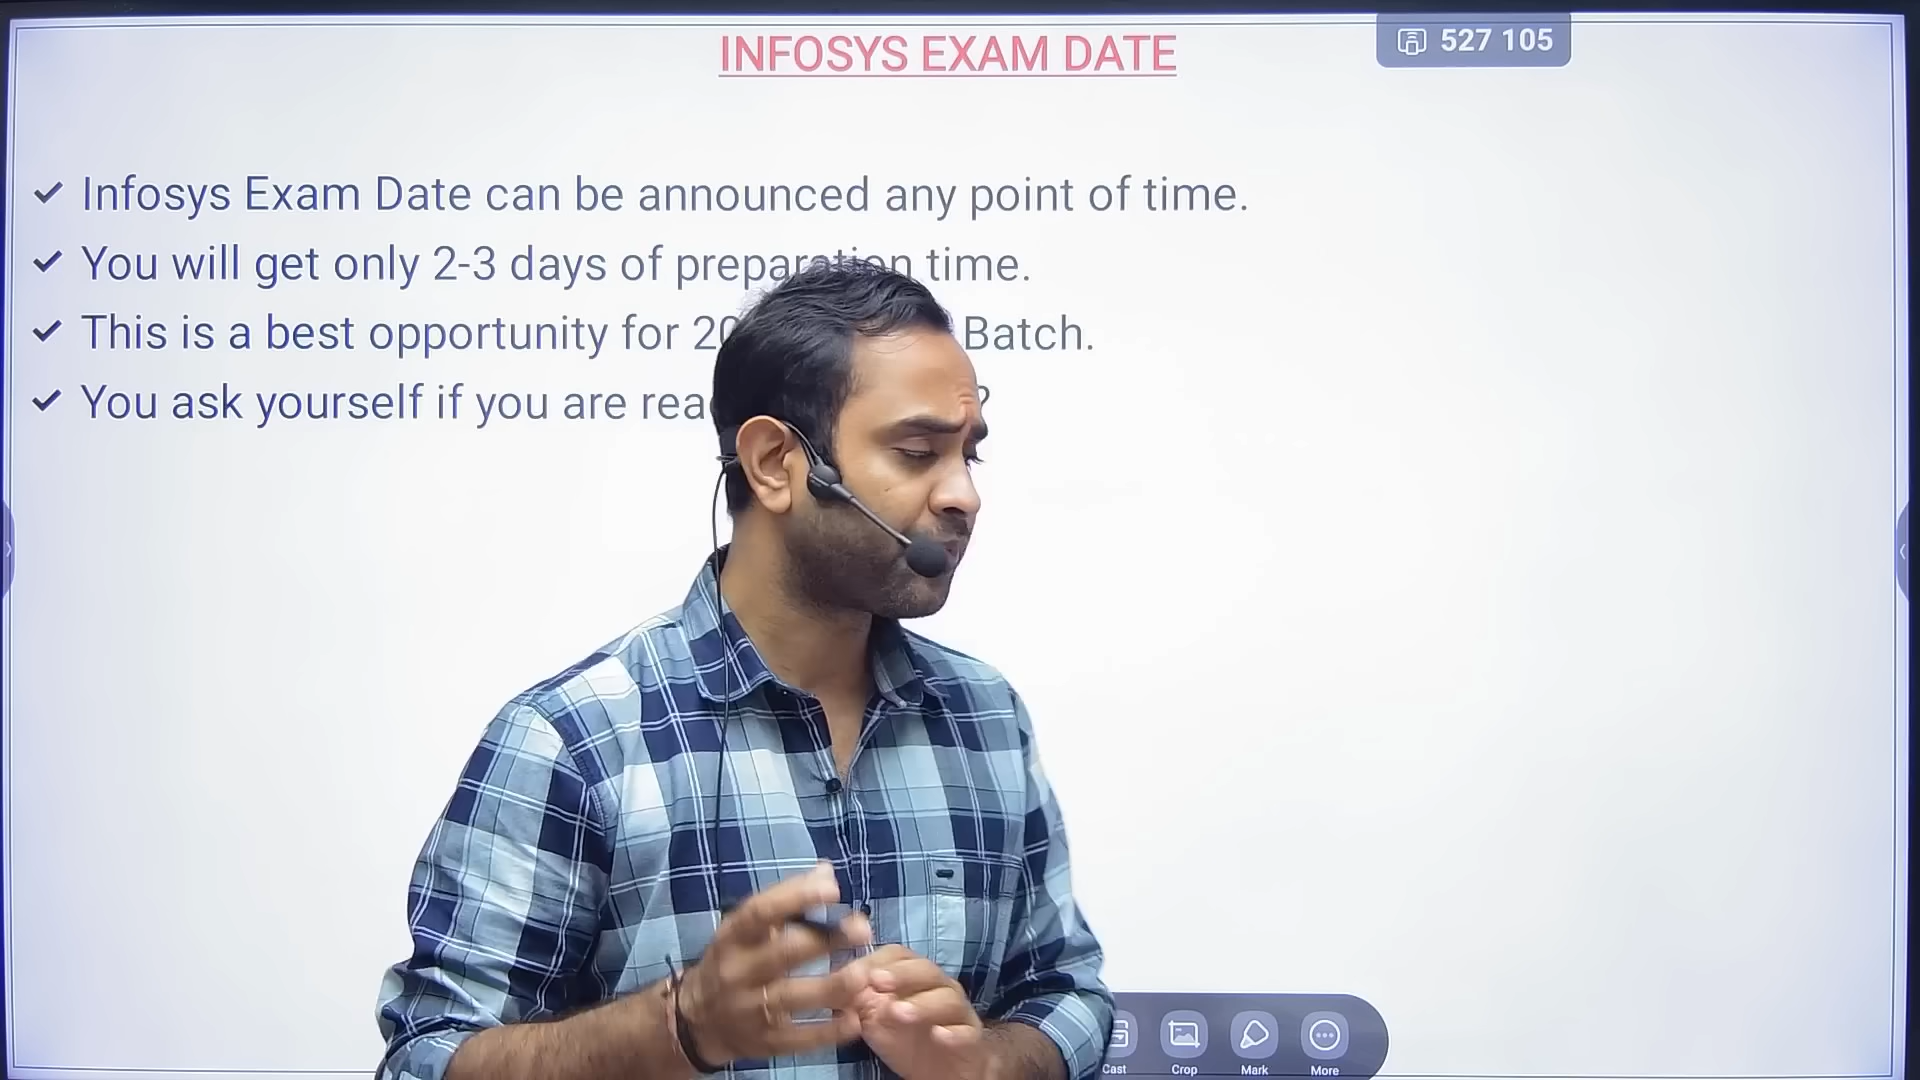 INFOSYS EXAM DATE
527 105
Infosys Exam Date can be announced any point of time.
You will get only 2-3 days of preparation time.
This is a best opportunity for Batch.
You ask yourself if you are ?
Cast
Crop
Mark
More